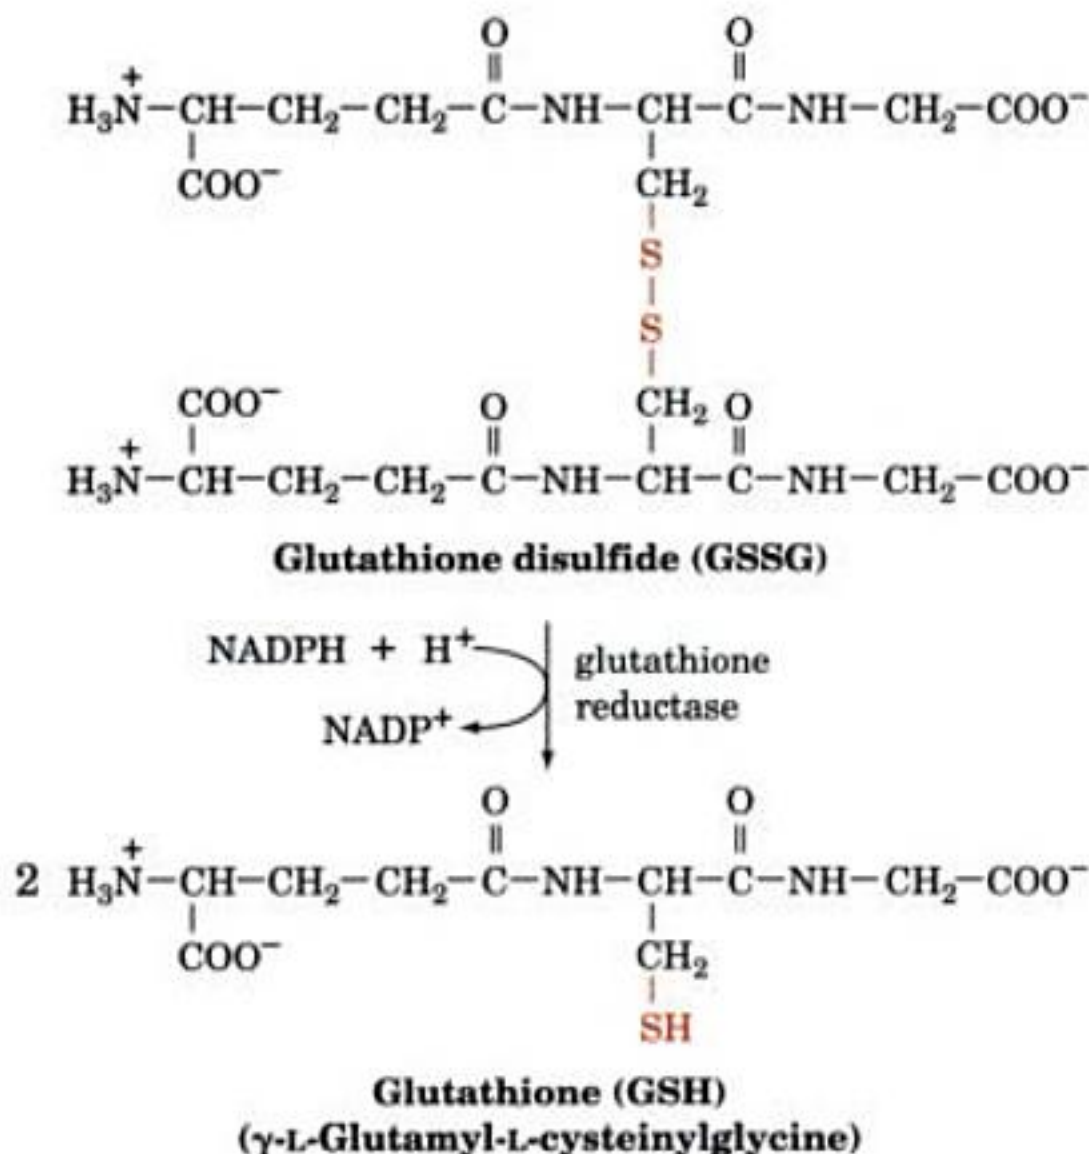 O O
H₃N⁺–CH–CH₂–CH₂–C–NH–CH–C–NH–CH₂–COO⁻
COO⁻ CH₂
S
S
COO⁻ O CH₂ O
H₃N⁺–CH–CH₂–CH₂–C–NH–CH–C–NH–CH₂–COO⁻
Glutathione disulfide (GSSG)
NADPH + H⁺
glutathione
reductase
NADP⁺
O O
2 H₃N⁺–CH–CH₂–CH₂–C–NH–CH–C–NH–CH₂–COO⁻
COO⁻ CH₂
SH
Glutathione (GSH)
(γ-L-Glutamyl-L-cysteinylglycine)